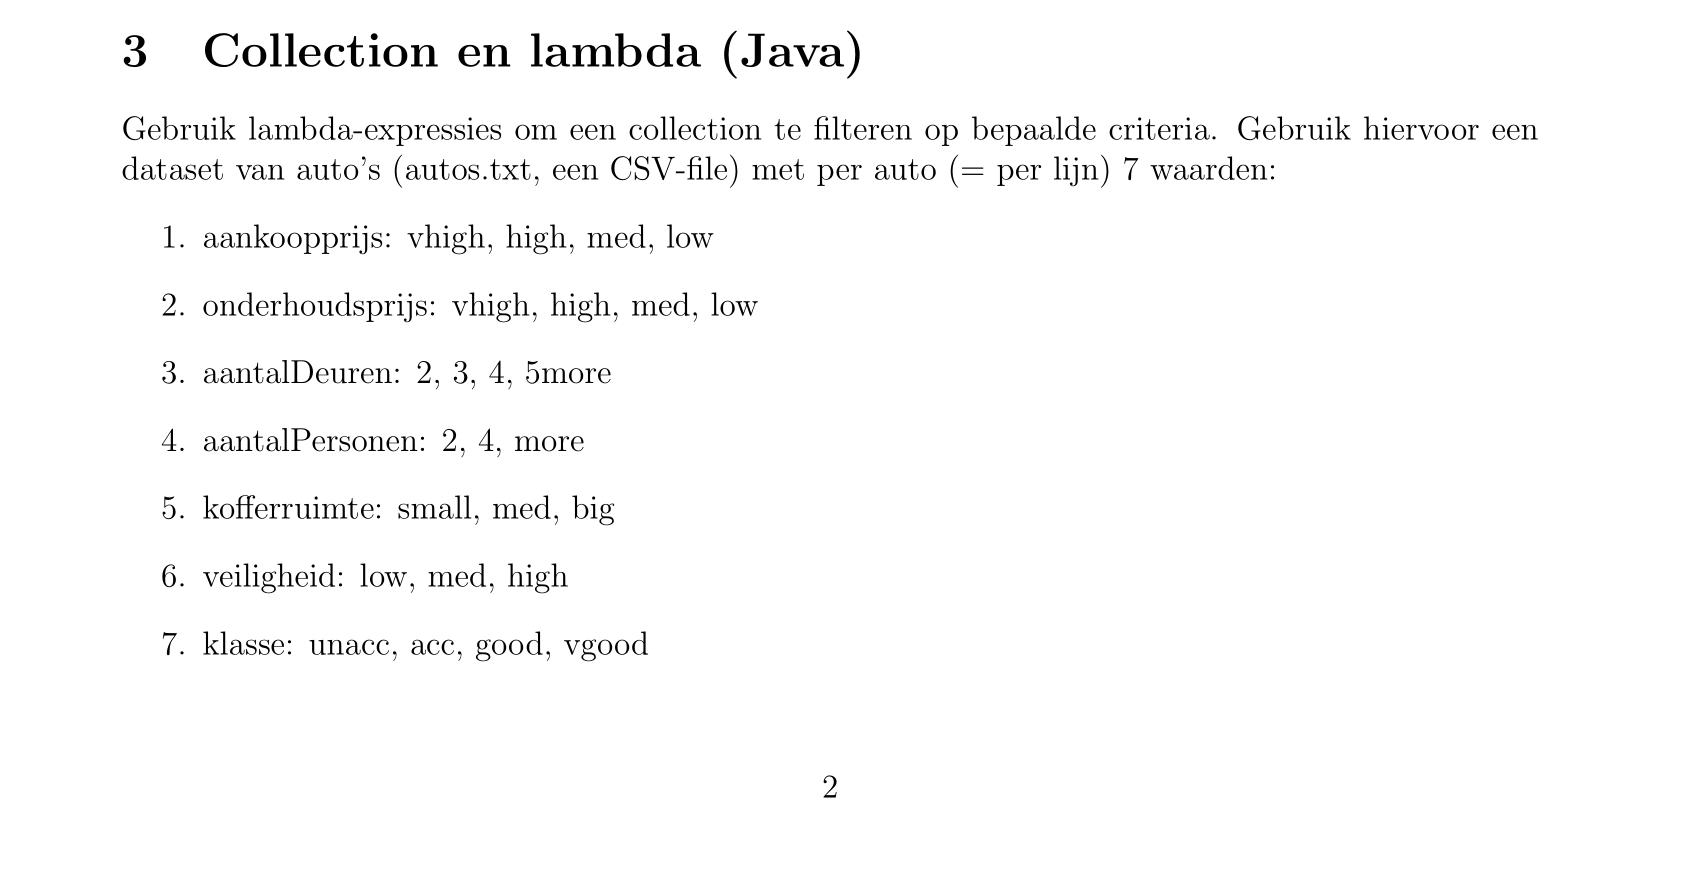 3 Collection en lambda (Java)
Gebruik lambda-expressies om een collection te filteren op bepaalde criteria. Gebruik hiervoor een
dataset van auto's (autos.txt, een CSV-file) met per auto (= per lijn) 7 waarden:
1. aankoopprijs: vhigh, high, med, low
2. onderhoudsprijs: vhigh, high, med, low
3. aantalDeuren: 2, 3, 4, 5more
4. aantalPersonen: 2, 4, more
5. kofferruimte: small, med, big
6. veiligheid: low, med, high
7. klasse: unacc, acc, good, vgood
2